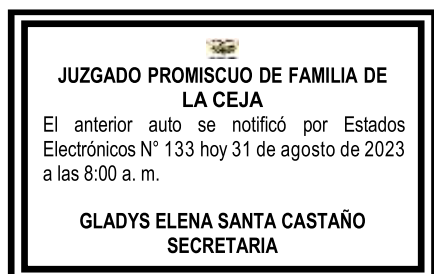 JUZGADO PROMISCUO DE FAMILIA DE
LA CEJA
El anterior auto se notificó por Estados
Electrónicos N° 133 hoy 31 de agosto de 2023
a las 8:00 a. m.
GLADYS ELENA SANTA CASTAÑO
SECRETARIA